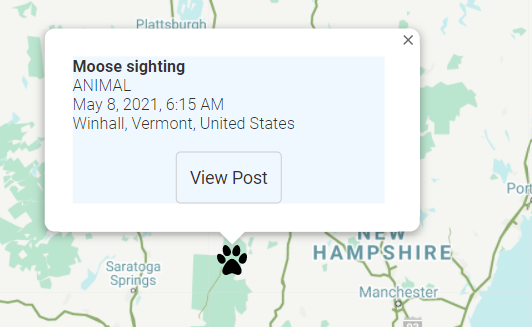 Plattsburgh
×
Moose sighting
ANIMAL
May 8, 2021, 6:15 AM
Winhall, Vermont, United States
View Post
NEW
HAMPSHIRE
Saratoga
Springs
Manchester
Port
93